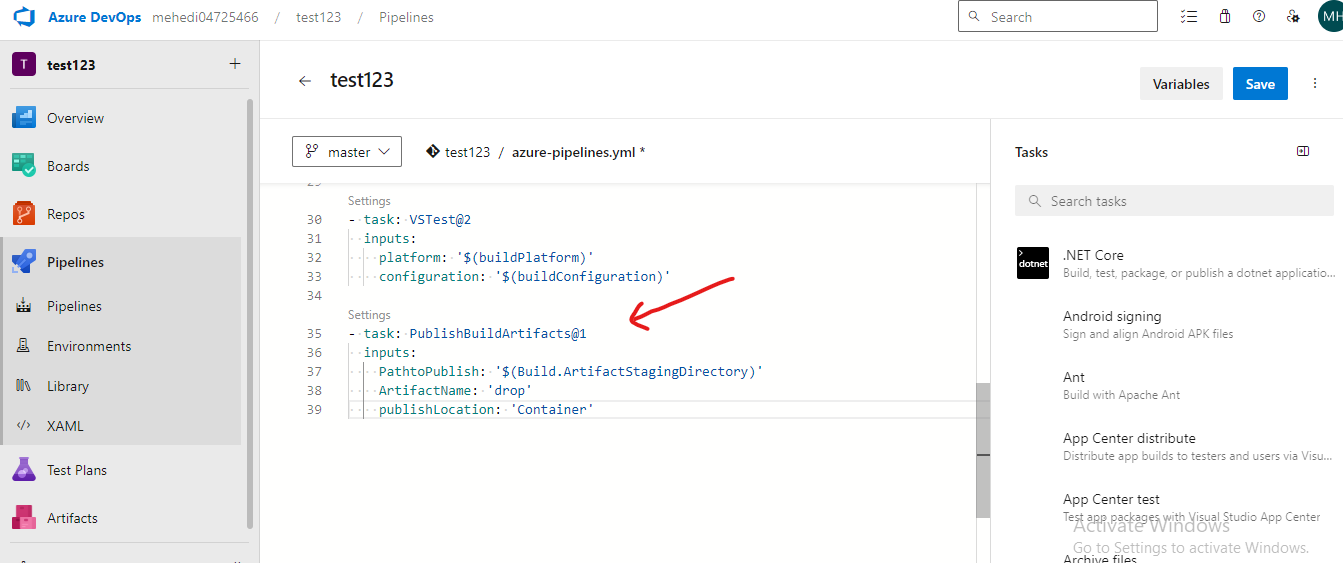 Azure DevOps mehedi04725466 / test123 / Pipelines
Search
MH
T test123 +
test123
Variables
Save
Overview
Boards
Repos
Pipelines
Pipelines
Environments
Library
XAML
Test Plans
Artifacts
master
test123 / azure-pipelines.yml *
29
Settings
30 - task: VSTest@2
31 inputs:
32 platform: '$(buildPlatform)'
33 configuration: '$(buildConfiguration)'
34
Settings
35 - task: PublishBuildArtifacts@1
36 inputs:
37 PathtoPublish: '$(Build.ArtifactStagingDirectory)'
38 ArtifactName: 'drop'
39 publishLocation: 'Container'
Tasks
Search tasks
dotnet
.NET Core
Build, test, package, or publish a dotnet applicatio...
Android signing
Sign and align Android APK files
Ant
Build with Apache Ant
App Center distribute
Distribute app builds to testers and users via Visu...
App Center test
Test app packages with Visual Studio App Center
Archive files
Activate Windows
Go to Settings to activate Windows.